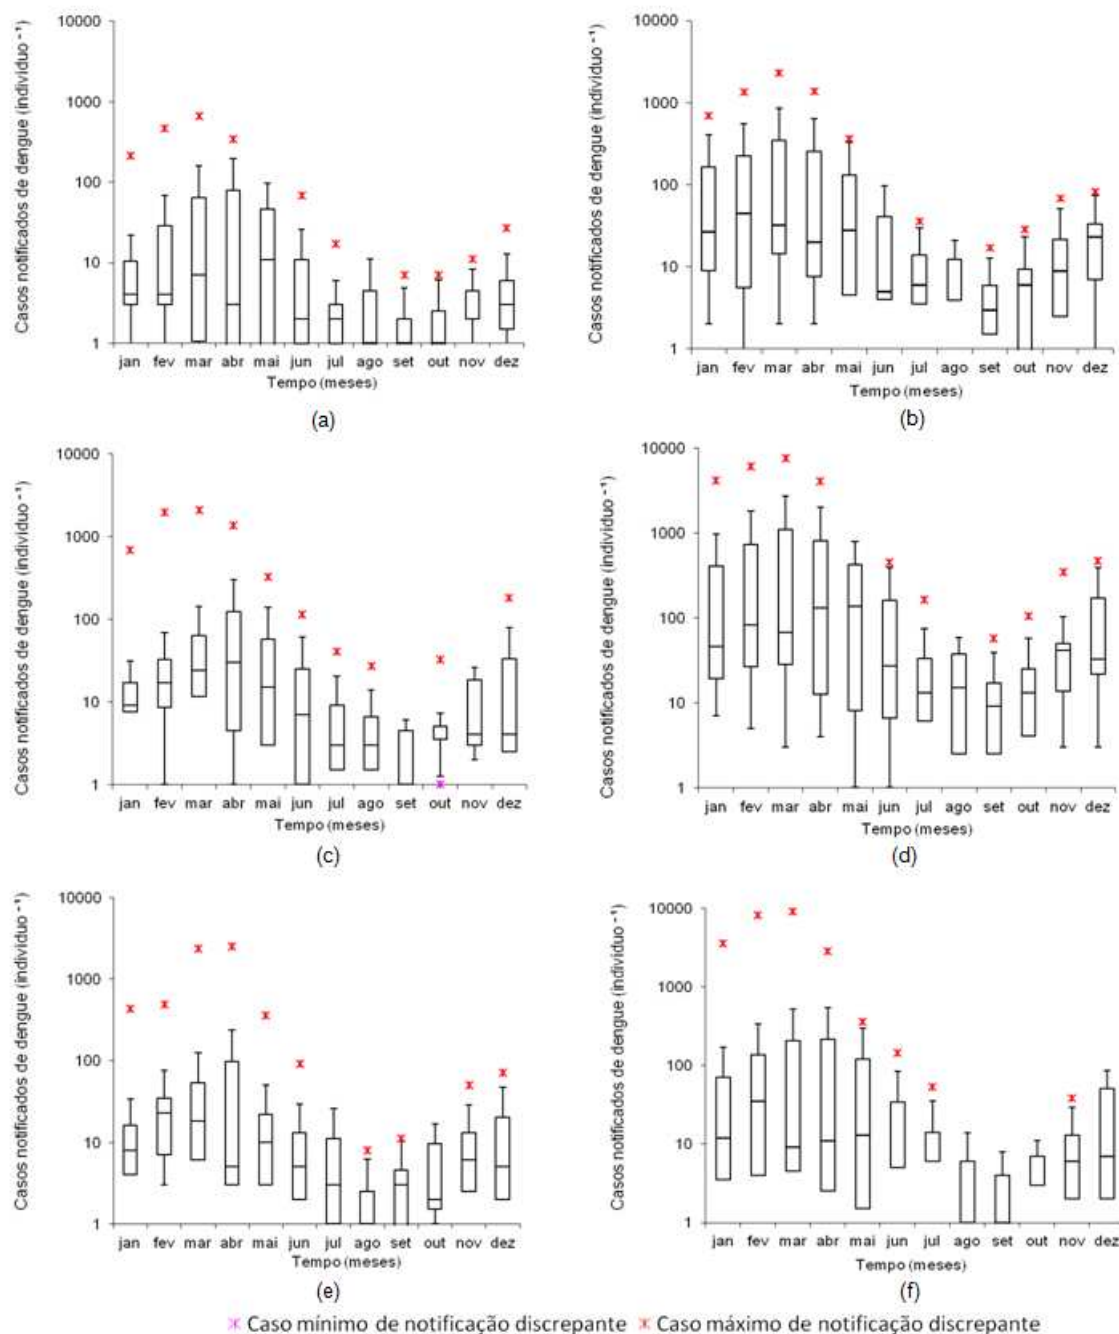 Casos notificados de dengue (individuo ⁻¹)
10000
1000
100
10
1
jan fev mar abr mai jun jul ago set out nov dez
Tempo (meses)
(a)
Casos notificados de dengue (individuo ⁻¹)
10000
1000
100
10
1
jan fev mar abr mai jun jul ago set out nov dez
Tempo (meses)
(b)
Casos notificados de dengue (individuo ⁻¹)
10000
1000
100
10
1
jan fev mar abr mai jun jul ago set out nov dez
Tempo (meses)
(c)
Casos notificados de dengue (individuo ⁻¹)
10000
1000
100
10
1
jan fev mar abr mai jun jul ago set out nov dez
Tempo (meses)
(d)
Casos notificados de dengue (individuo ⁻¹)
10000
1000
100
10
1
jan fev mar abr mai jun jul ago set out nov dez
Tempo (meses)
(e)
Casos notificados de dengue (individuo ⁻¹)
10000
1000
100
10
1
jan fev mar abr mai jun jul ago set out nov dez
Tempo (meses)
(f)
Caso mínimo de notificação discrepante Caso máximo de notificação discrepante